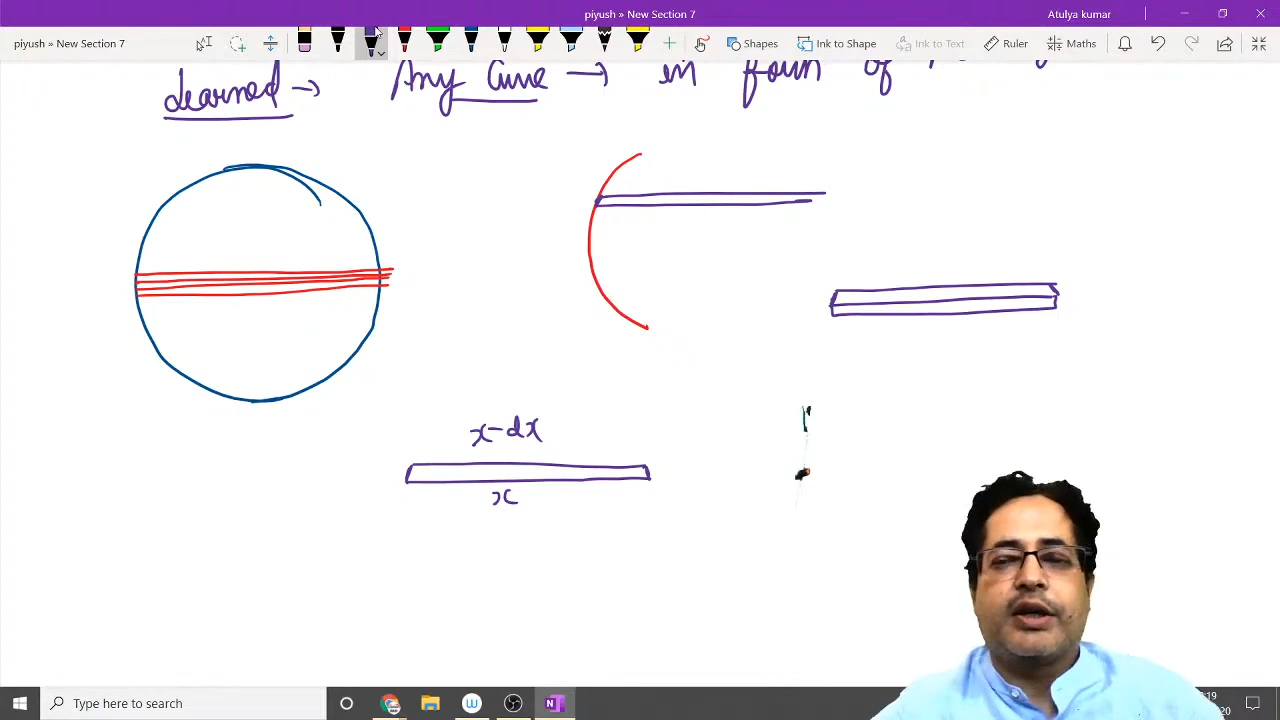 piyush » New Section 7
Atulya kumar
piyush » New Section 7
Shapes
Ink to Shape
Ink to Text
Ruler
Maths
Learned → Any Curve → in form of
x-dx
x
Type here to search